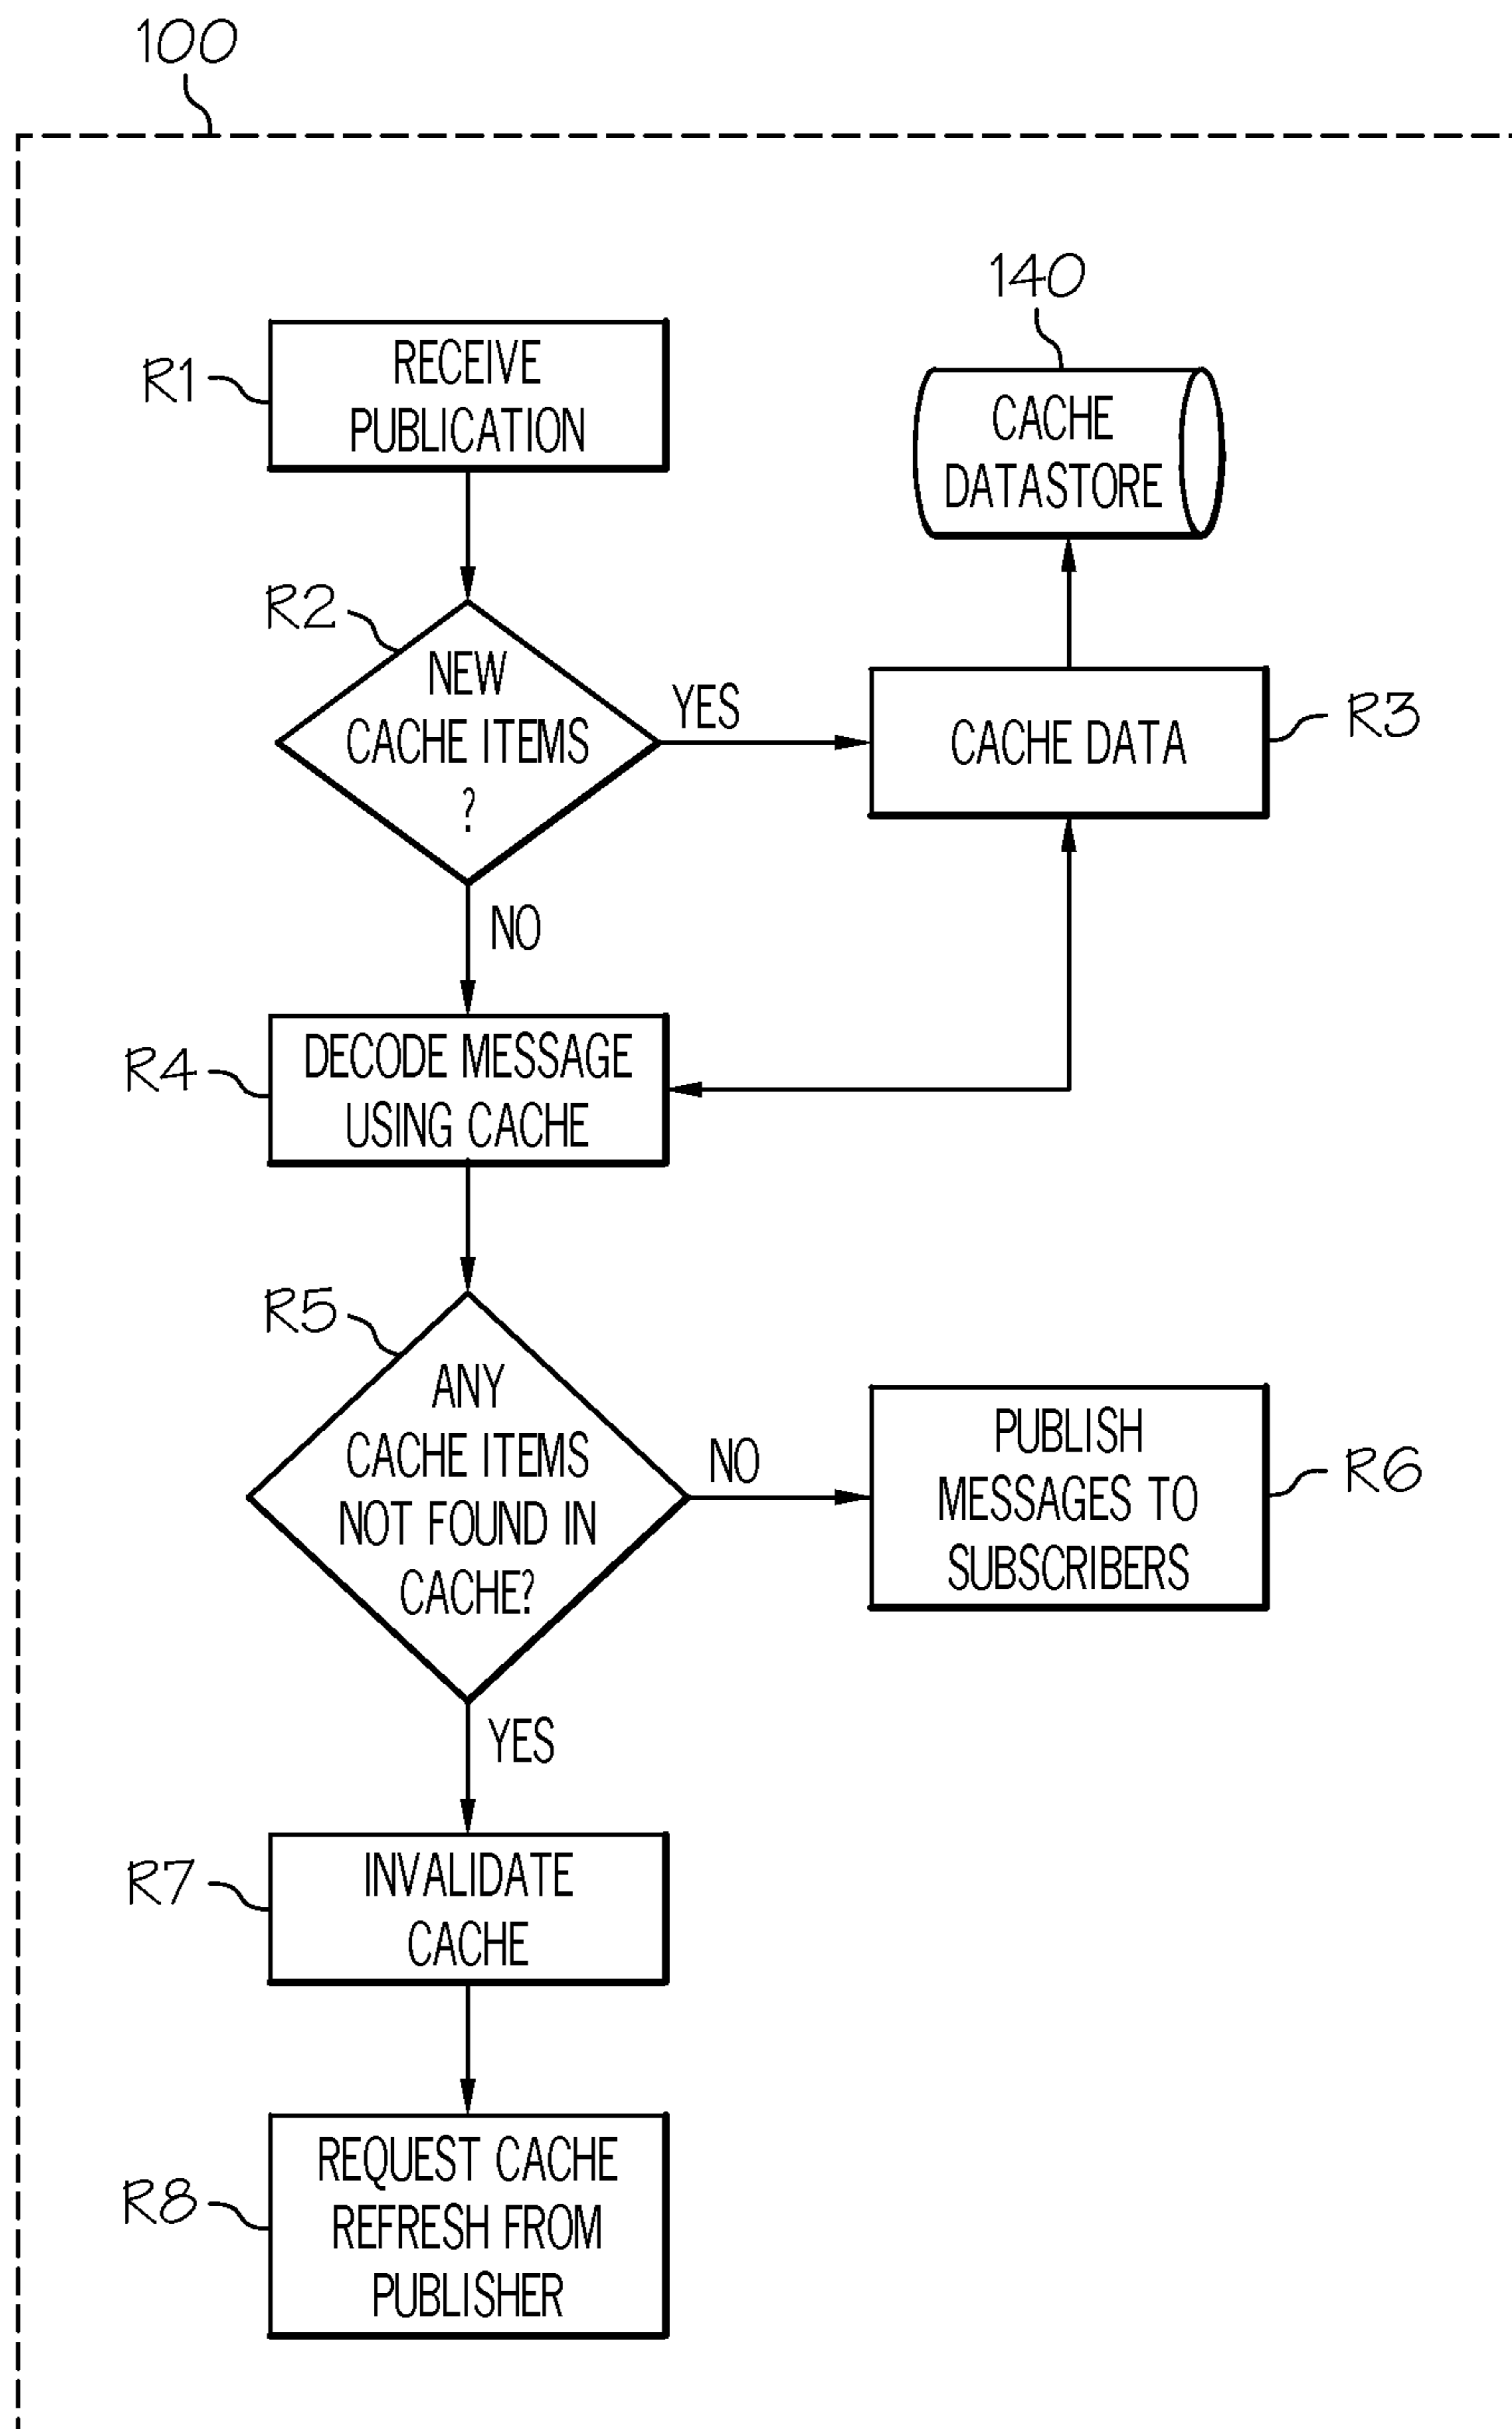 100
140
R1
RECEIVE
PUBLICATION
CACHE
DATASTORE
R2
NEW
CACHE ITEMS
?
YES
CACHE DATA
R3
NO
R4
DECODE MESSAGE
USING CACHE
R5
ANY
CACHE ITEMS
NOT FOUND IN
CACHE?
NO
PUBLISH
MESSAGES TO
SUBSCRIBERS
R6
YES
R7
INVALIDATE
CACHE
R8
REQUEST CACHE
REFRESH FROM
PUBLISHER